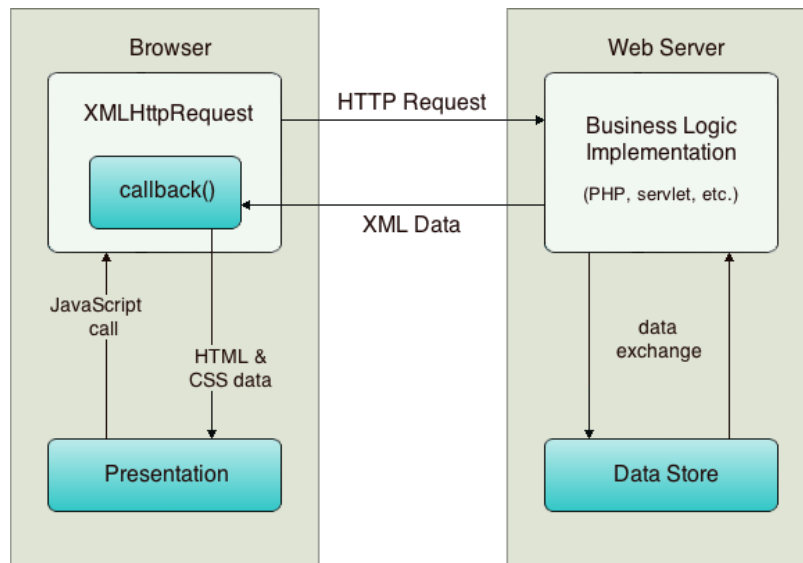 Browser
Web Server
XMLHttpRequest
HTTP Request
Business Logic
Implementation
(PHP, servlet, etc.)
callback()
XML Data
JavaScript
call
HTML &
CSS data
data
exchange
Presentation
Data Store